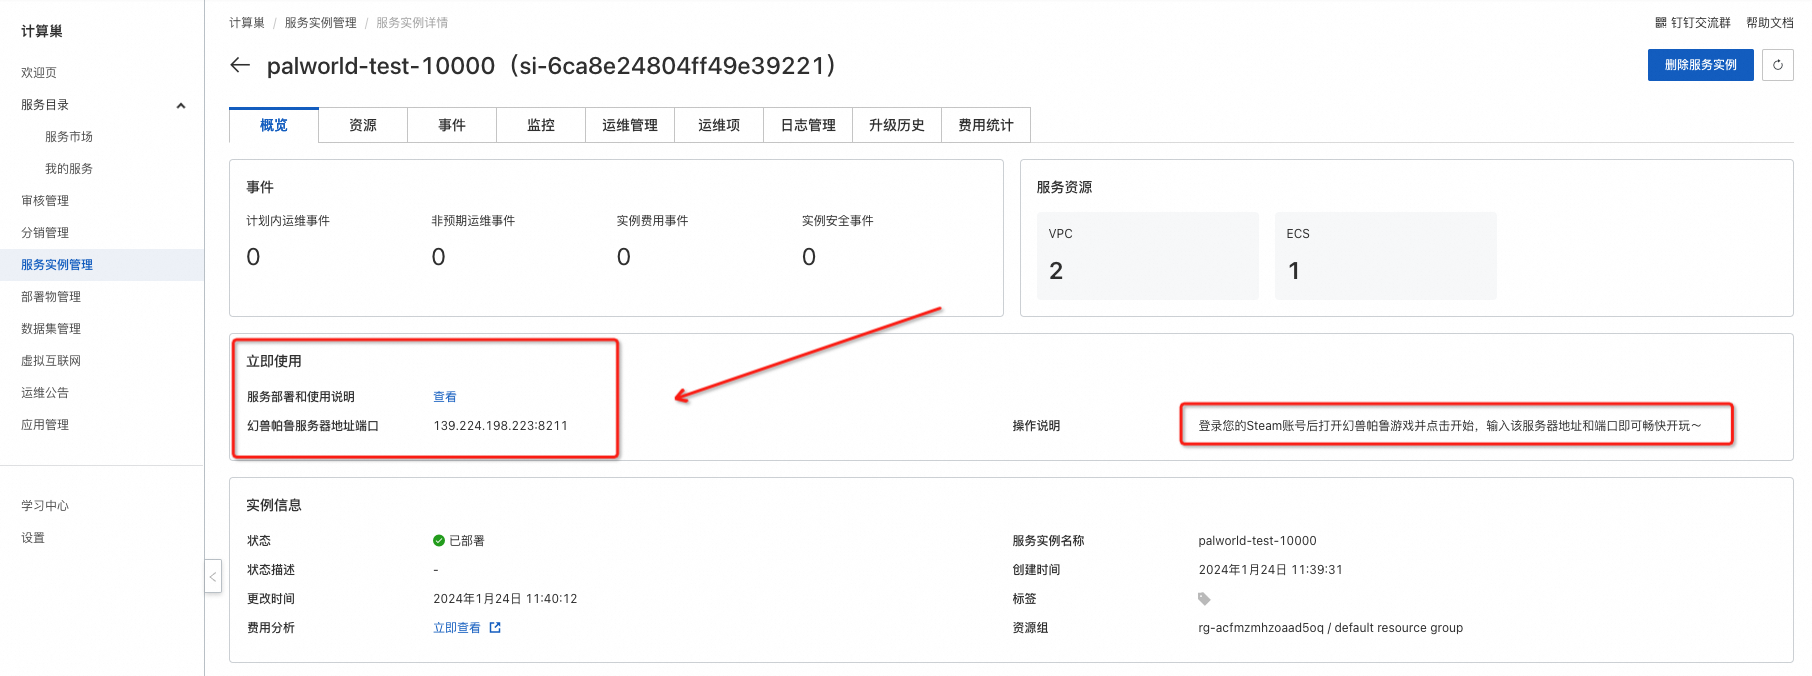 计算巢
欢迎页
服务目录
服务市场
我的服务
审核管理
分销管理
服务实例管理
部署物管理
数据集管理
虚拟互联网
运维公告
应用管理
学习中心
设置
计算巢 / 服务实例管理 / 服务实例详情
钉钉交流群 帮助文档
palworld-test-10000（si-6ca8e24804ff49e39221）
删除服务实例
概览 资源 事件 监控 运维管理 运维项 日志管理 升级历史 费用统计
事件
计划内运维事件 非预期运维事件 实例费用事件 实例安全事件
0 0 0 0
服务资源
VPC ECS
2 1
立即使用
服务部署和使用说明 查看
幻兽帕鲁服务器地址端口 139.224.198.223:8211
操作说明 登录您的Steam账号后打开幻兽帕鲁游戏并点击开始，输入该服务器地址和端口即可畅快开玩～
实例信息
状态 已部署 服务实例名称 palworld-test-10000
状态描述 - 创建时间 2024年1月24日 11:39:31
更改时间 2024年1月24日 11:40:12 标签
费用分析 立即查看 资源组 rg-acfmzmhzoaad5oq / default resource group